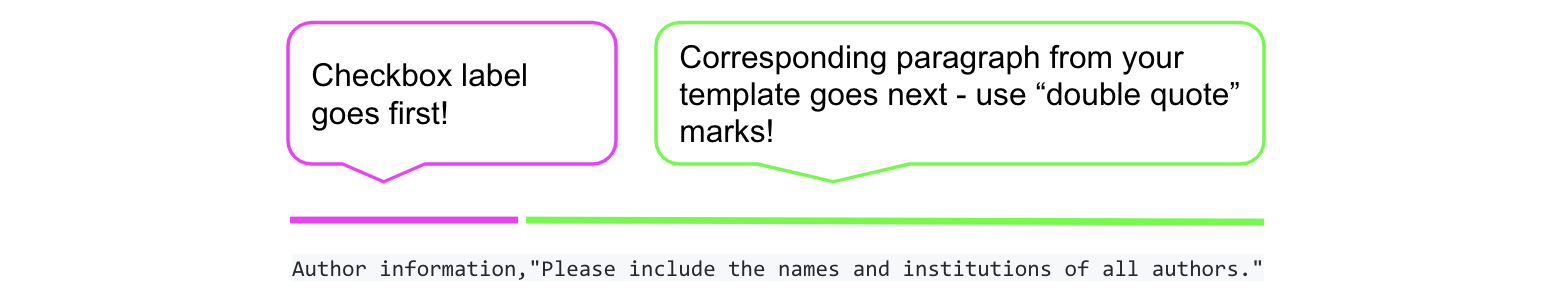 Checkbox label
goes first!
Corresponding paragraph from your
template goes next - use “double quote”
marks!
Author information,"Please include the names and institutions of all authors."